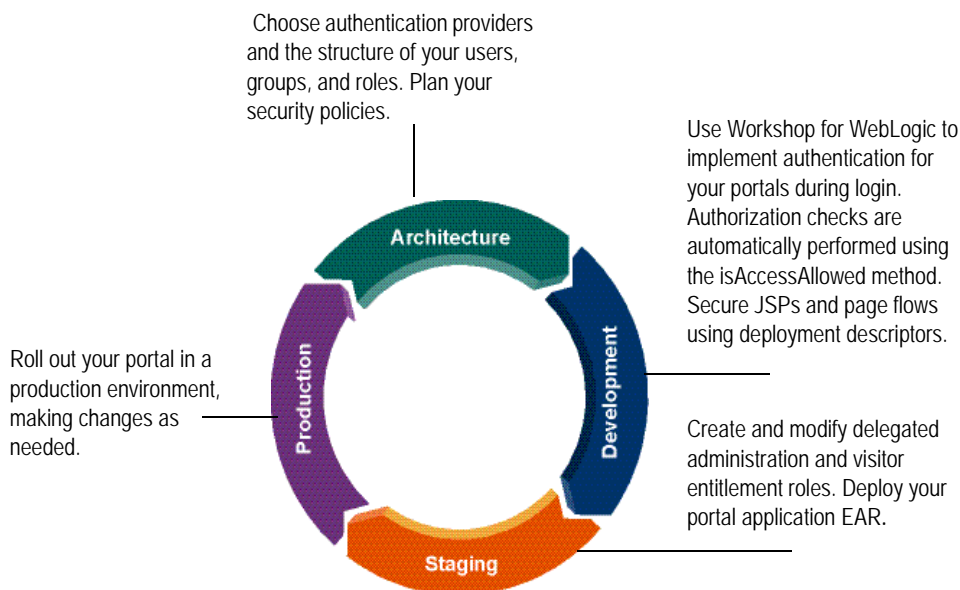 Choose authentication providers
and the structure of your users,
groups, and roles. Plan your
security policies.
Use Workshop for WebLogic to
implement authentication for
your portals during login.
Authorization checks are
automatically performed using
the isAccessAllowed method.
Secure JSPs and page flows
using deployment descriptors.
Architecture
Development
Production
Staging
Roll out your portal in a
production environment,
making changes as
needed.
Create and modify delegated
administration and visitor
entitlement roles. Deploy your
portal application EAR.